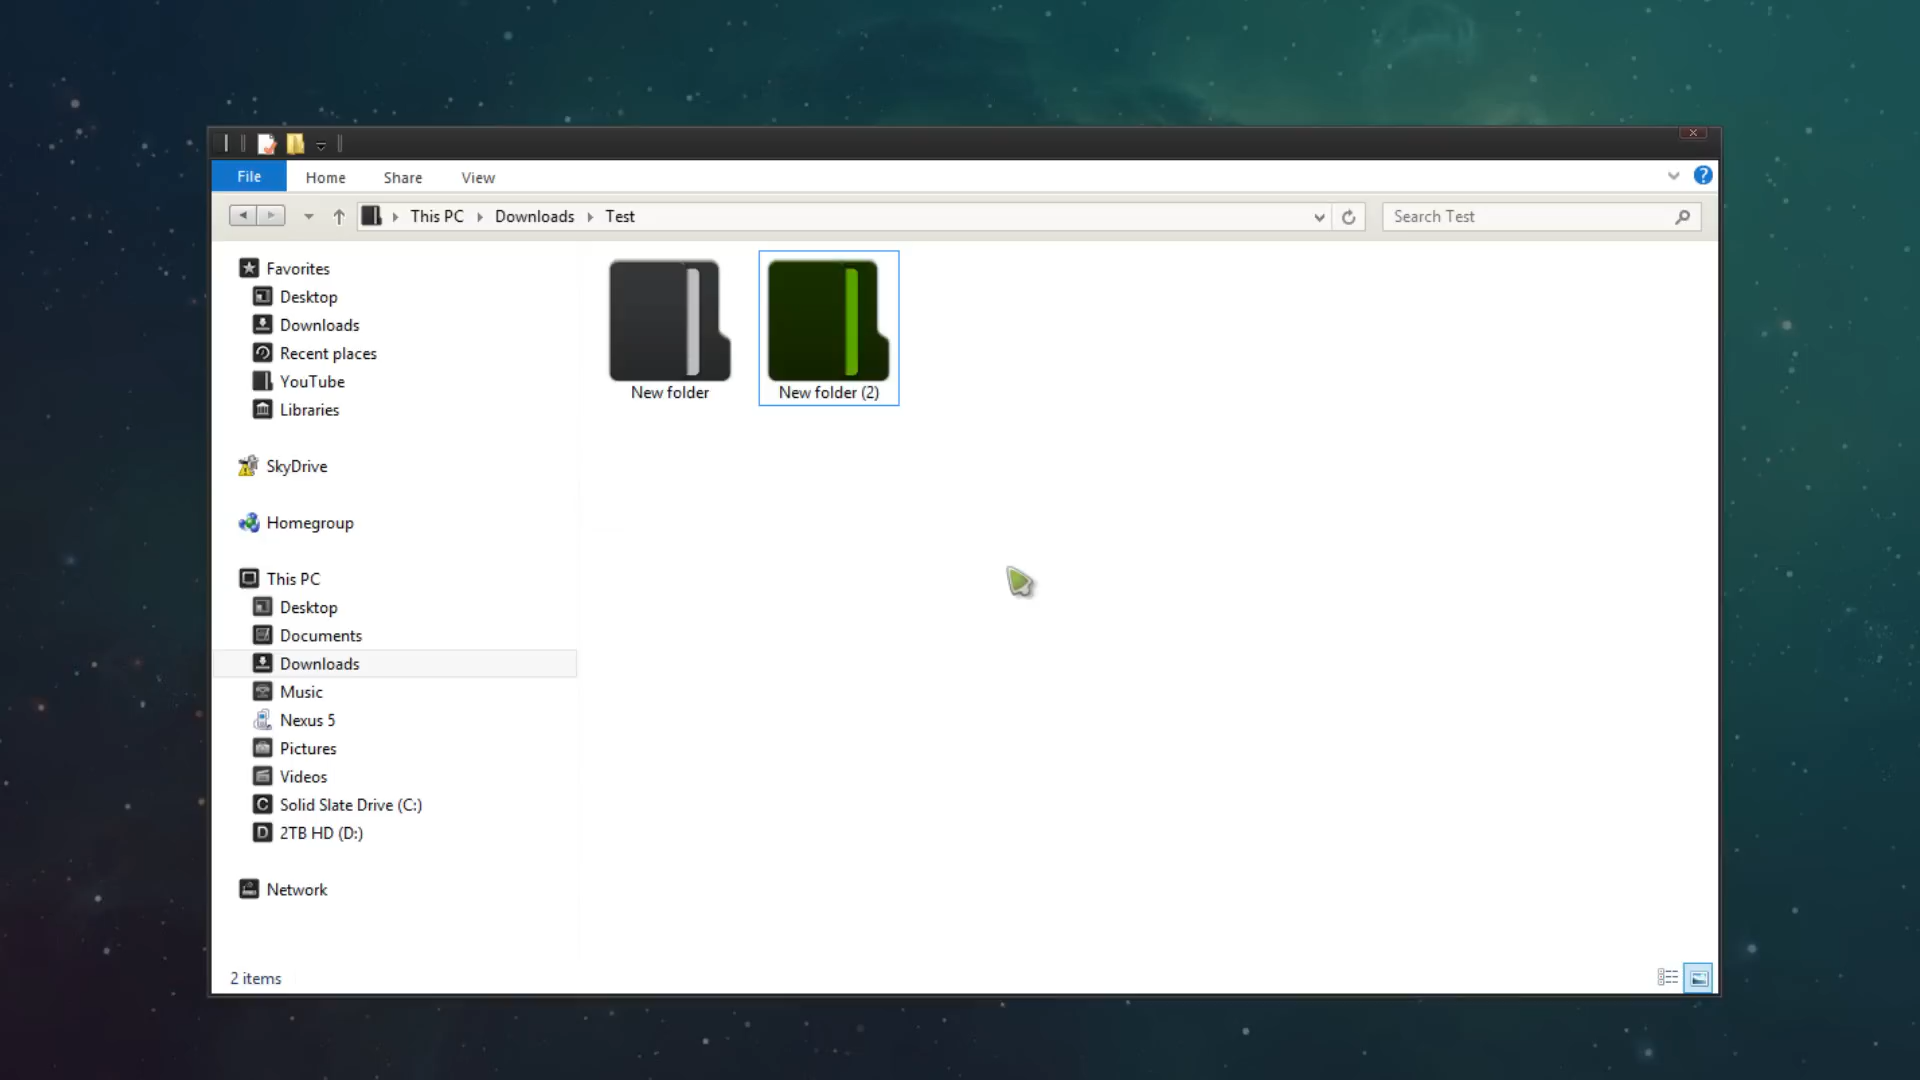 File Home Share View
This PC Downloads Test
Search Test
Favorites
Desktop
Downloads
Recent places
YouTube
Libraries
SkyDrive
Homegroup
This PC
Desktop
Documents
Downloads
Music
Nexus 5
Pictures
Videos
C Solid Slate Drive (C:)
D 2TB HD (D:)
Network
New folder
New folder (2)
2 items